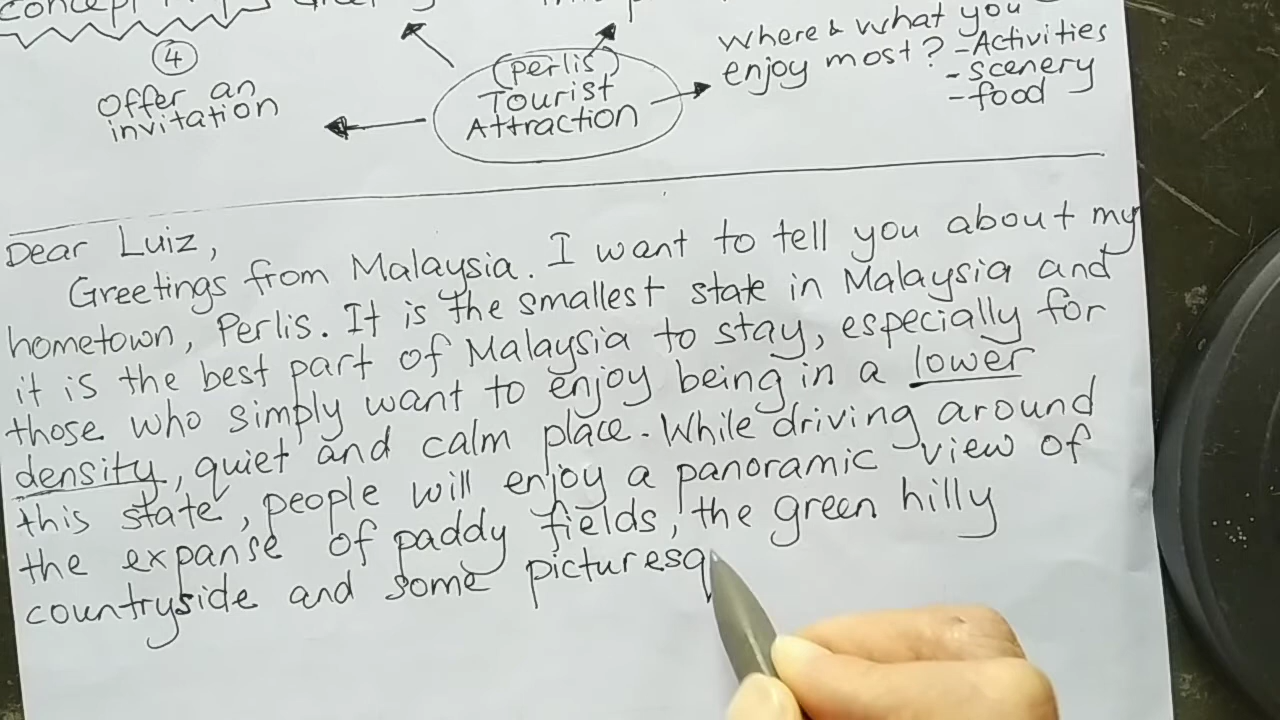 concept
4
offer an
invitation
(perlis)
Tourist
Attraction
where & what you
enjoy most? - Activities
- scenery
- food
Dear Luiz,
Greetings from Malaysia. I want to tell you about my
hometown, Perlis. It is the smallest state in Malaysia and
it is the best part of Malaysia to stay, especially for
those who simply want to enjoy being in a lower
density, quiet and calm place. While driving around
this state, people will enjoy a panoramic view of
the expanse of paddy fields, the green hilly
countryside and some picturesq